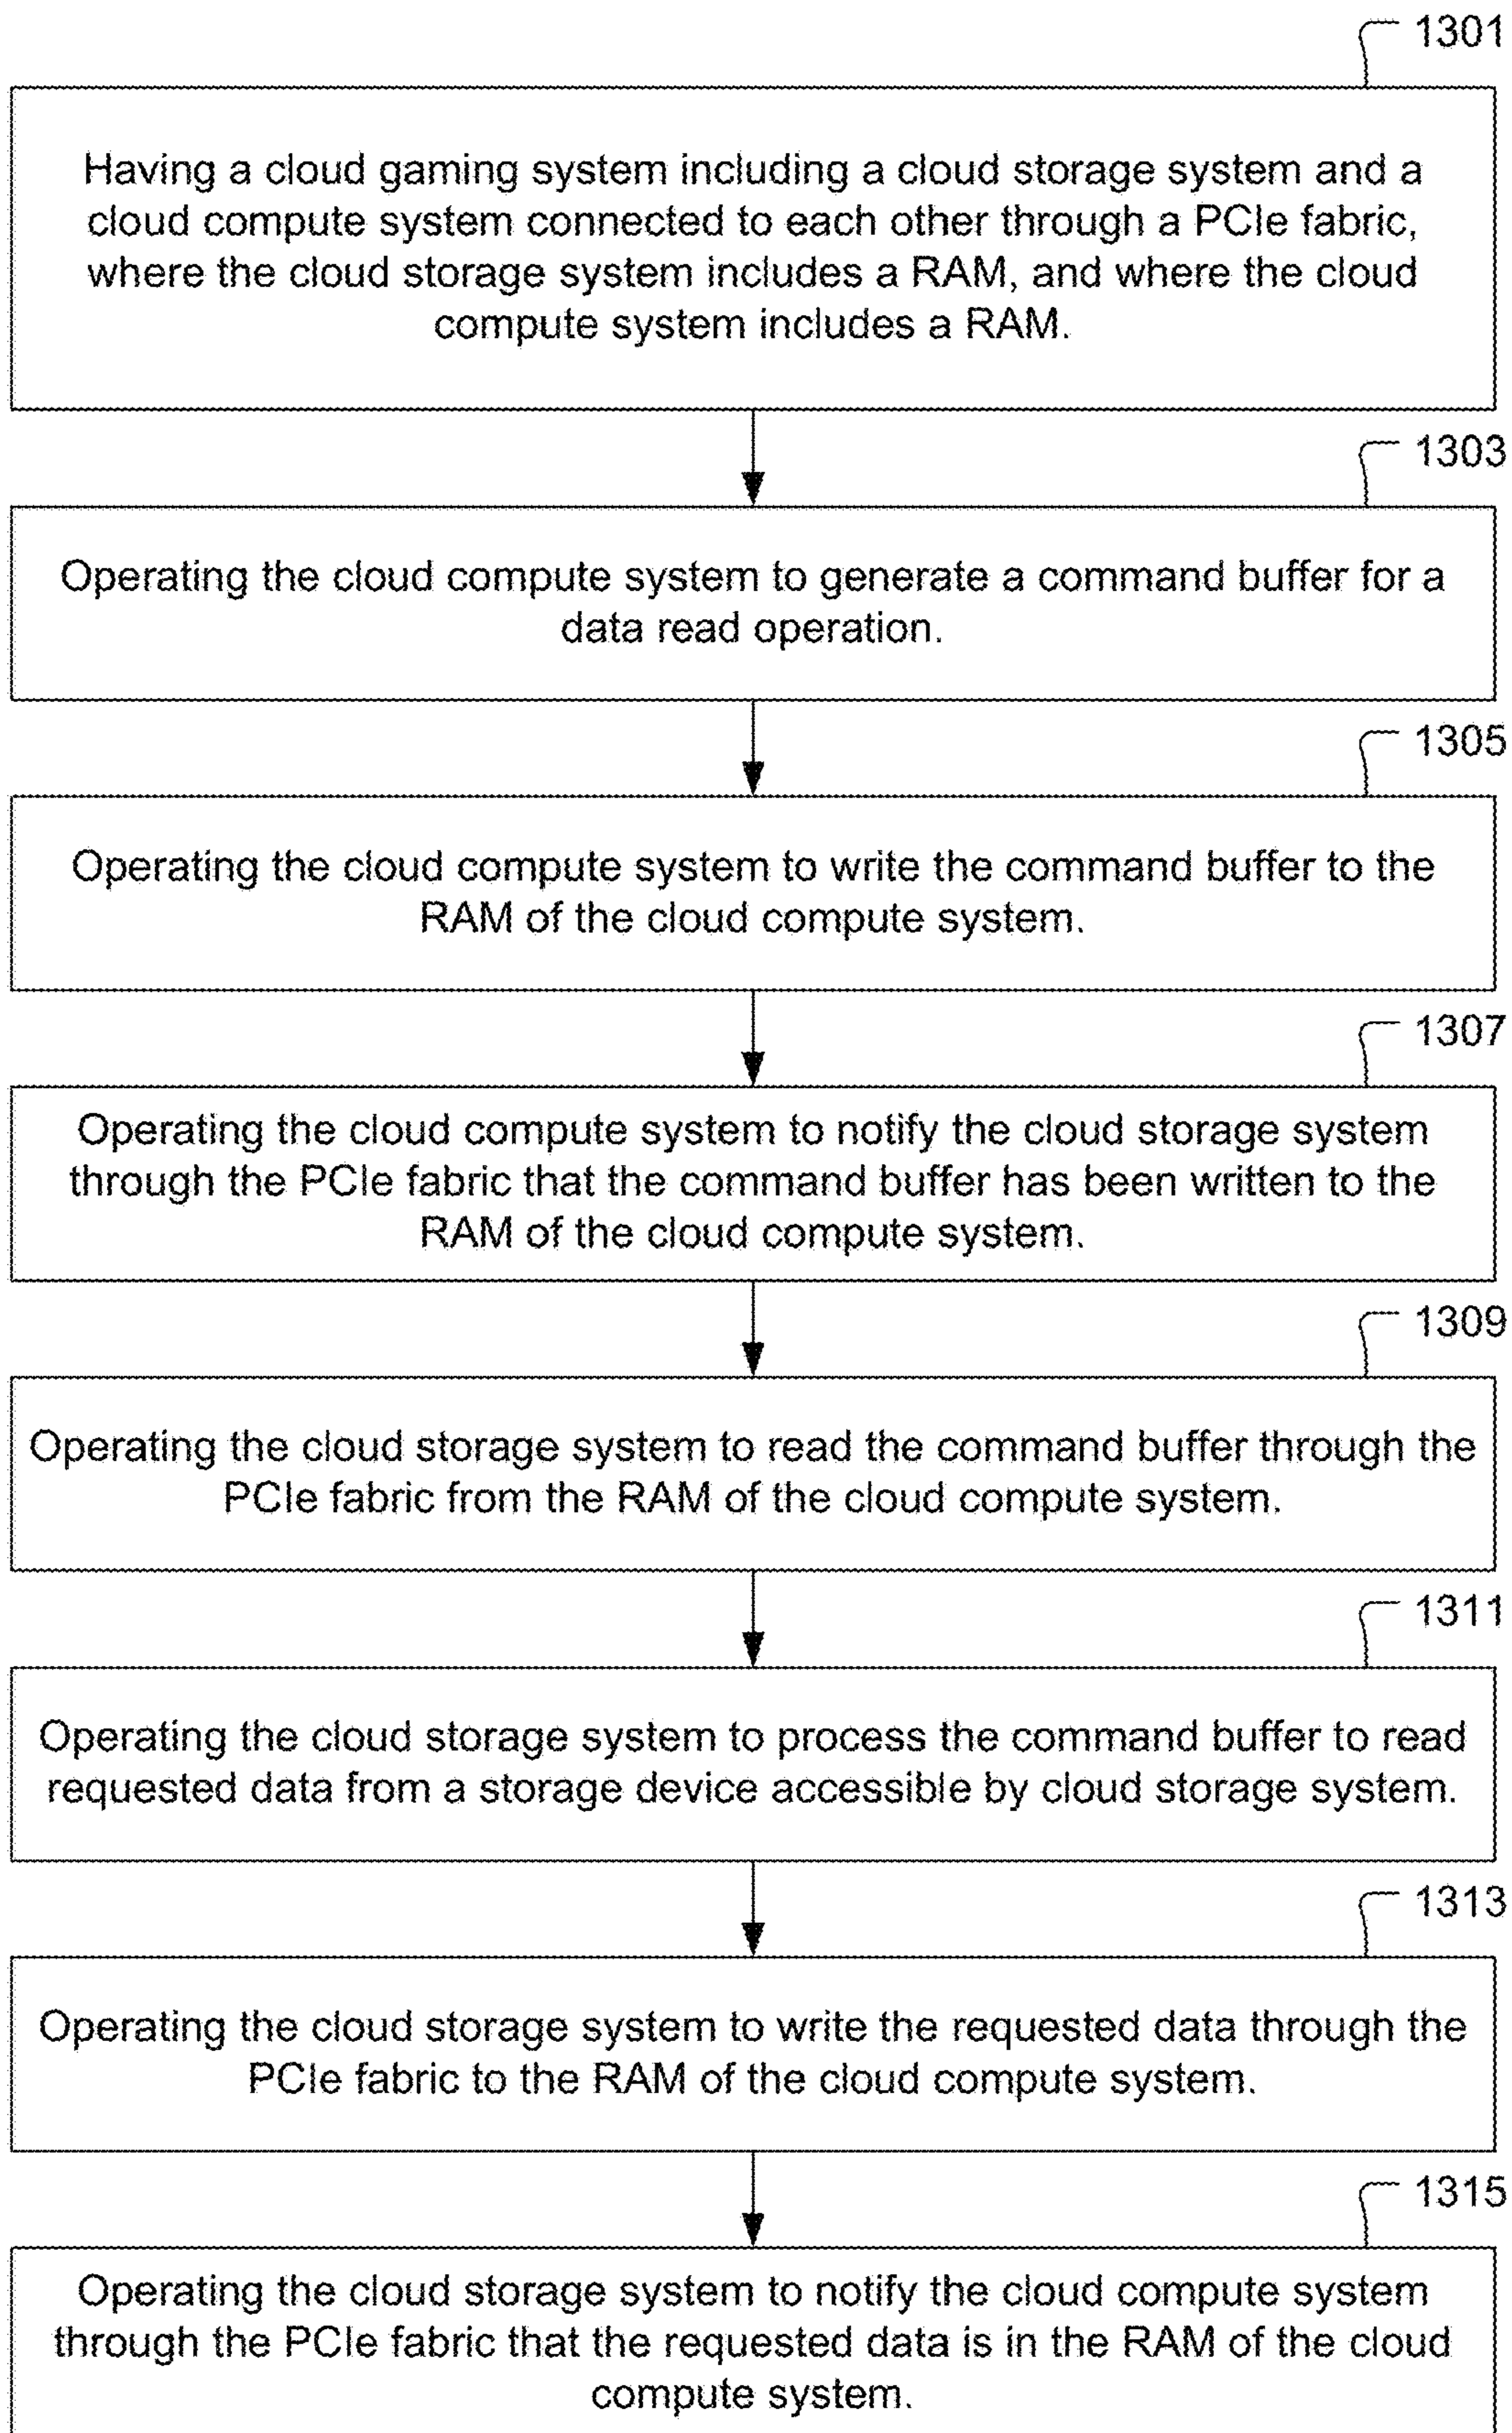 1301
Having a cloud gaming system including a cloud storage system and a
cloud compute system connected to each other through a PCIe fabric,
where the cloud storage system includes a RAM, and where the cloud
compute system includes a RAM.
1303
Operating the cloud compute system to generate a command buffer for a
data read operation.
1305
Operating the cloud compute system to write the command buffer to the
RAM of the cloud compute system.
1307
Operating the cloud compute system to notify the cloud storage system
through the PCIe fabric that the command buffer has been written to the
RAM of the cloud compute system.
1309
Operating the cloud storage system to read the command buffer through the
PCIe fabric from the RAM of the cloud compute system.
1311
Operating the cloud storage system to process the command buffer to read
requested data from a storage device accessible by cloud storage system.
1313
Operating the cloud storage system to write the requested data through the
PCIe fabric to the RAM of the cloud compute system.
1315
Operating the cloud storage system to notify the cloud compute system
through the PCIe fabric that the requested data is in the RAM of the cloud
compute system.